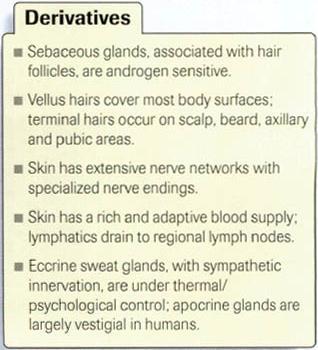 Derivatives
■ Sebaceous glands, associated with hair
follicles, are androgen sensitive.
■ Vellus hairs cover most body surfaces;
terminal hairs occur on scalp, beard, axillary
and pubic areas.
■ Skin has extensive nerve networks with
specialized nerve endings.
■ Skin has a rich and adaptive blood supply;
lymphatics drain to regional lymph nodes.
■ Eccrine sweat glands, with sympathetic
innervation, are under thermal/
psychological control; apocrine glands are
largely vestigial in humans.